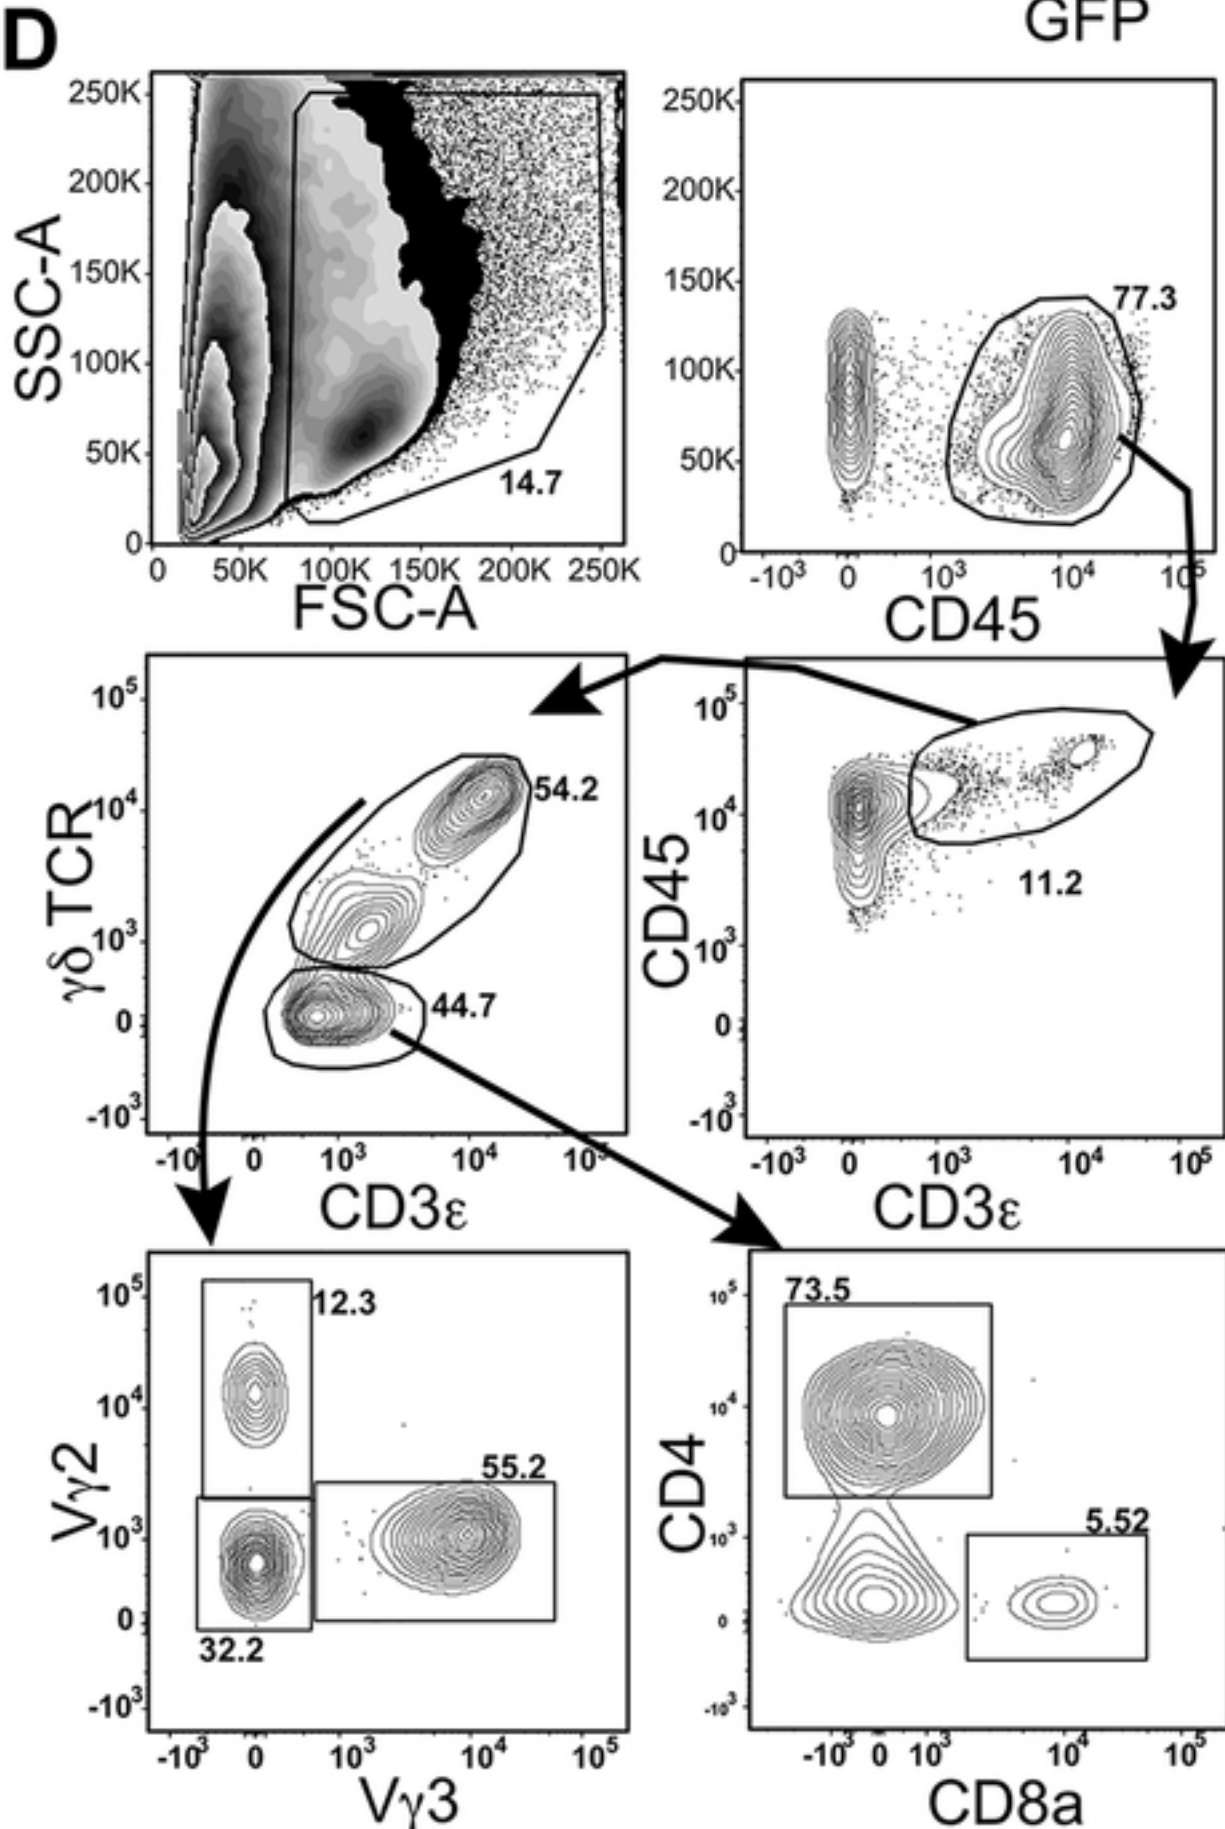 D
GFP
250K
200K
150K
100K
50K
0
SSC-A
14.7
0 50K 100K 150K 200K 250K
FSC-A
250K
200K
150K
100K
50K
0
77.3
-10³ 0 10³ 10⁴ 10⁵
CD45
10⁵
10⁴
10³
0
-10³
γδ TCR
54.2
44.7
-10 0 10³ 10⁴ 10⁵
CD3ε
10⁵
10⁴
10³
0
-10³
CD45
11.2
-10³ 0 10³ 10⁴ 10⁵
CD3ε
10⁵
10⁴
10³
0
-10³
Vγ2
12.3
55.2
32.2
-10³ 0 10³ 10⁴ 10⁵
Vγ3
10⁵
10⁴
10³
0
-10³
CD4
73.5
5.52
-10³ 0 10³ 10⁴ 10⁵
CD8a